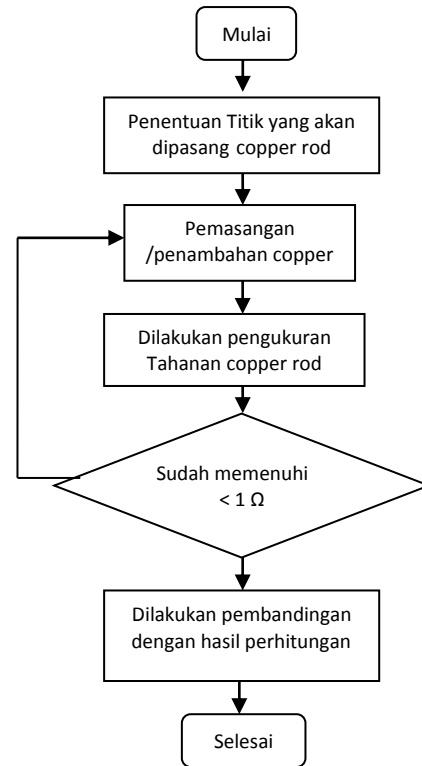 Mulai
Penentuan Titik yang akan
dipasang copper rod
Pemasangan
/penambahan copper
Dilakukan pengukuran
Tahanan copper rod
Sudah memenuhi
< 1 Ω
Dilakukan pembandingan
dengan hasil perhitungan
Selesai